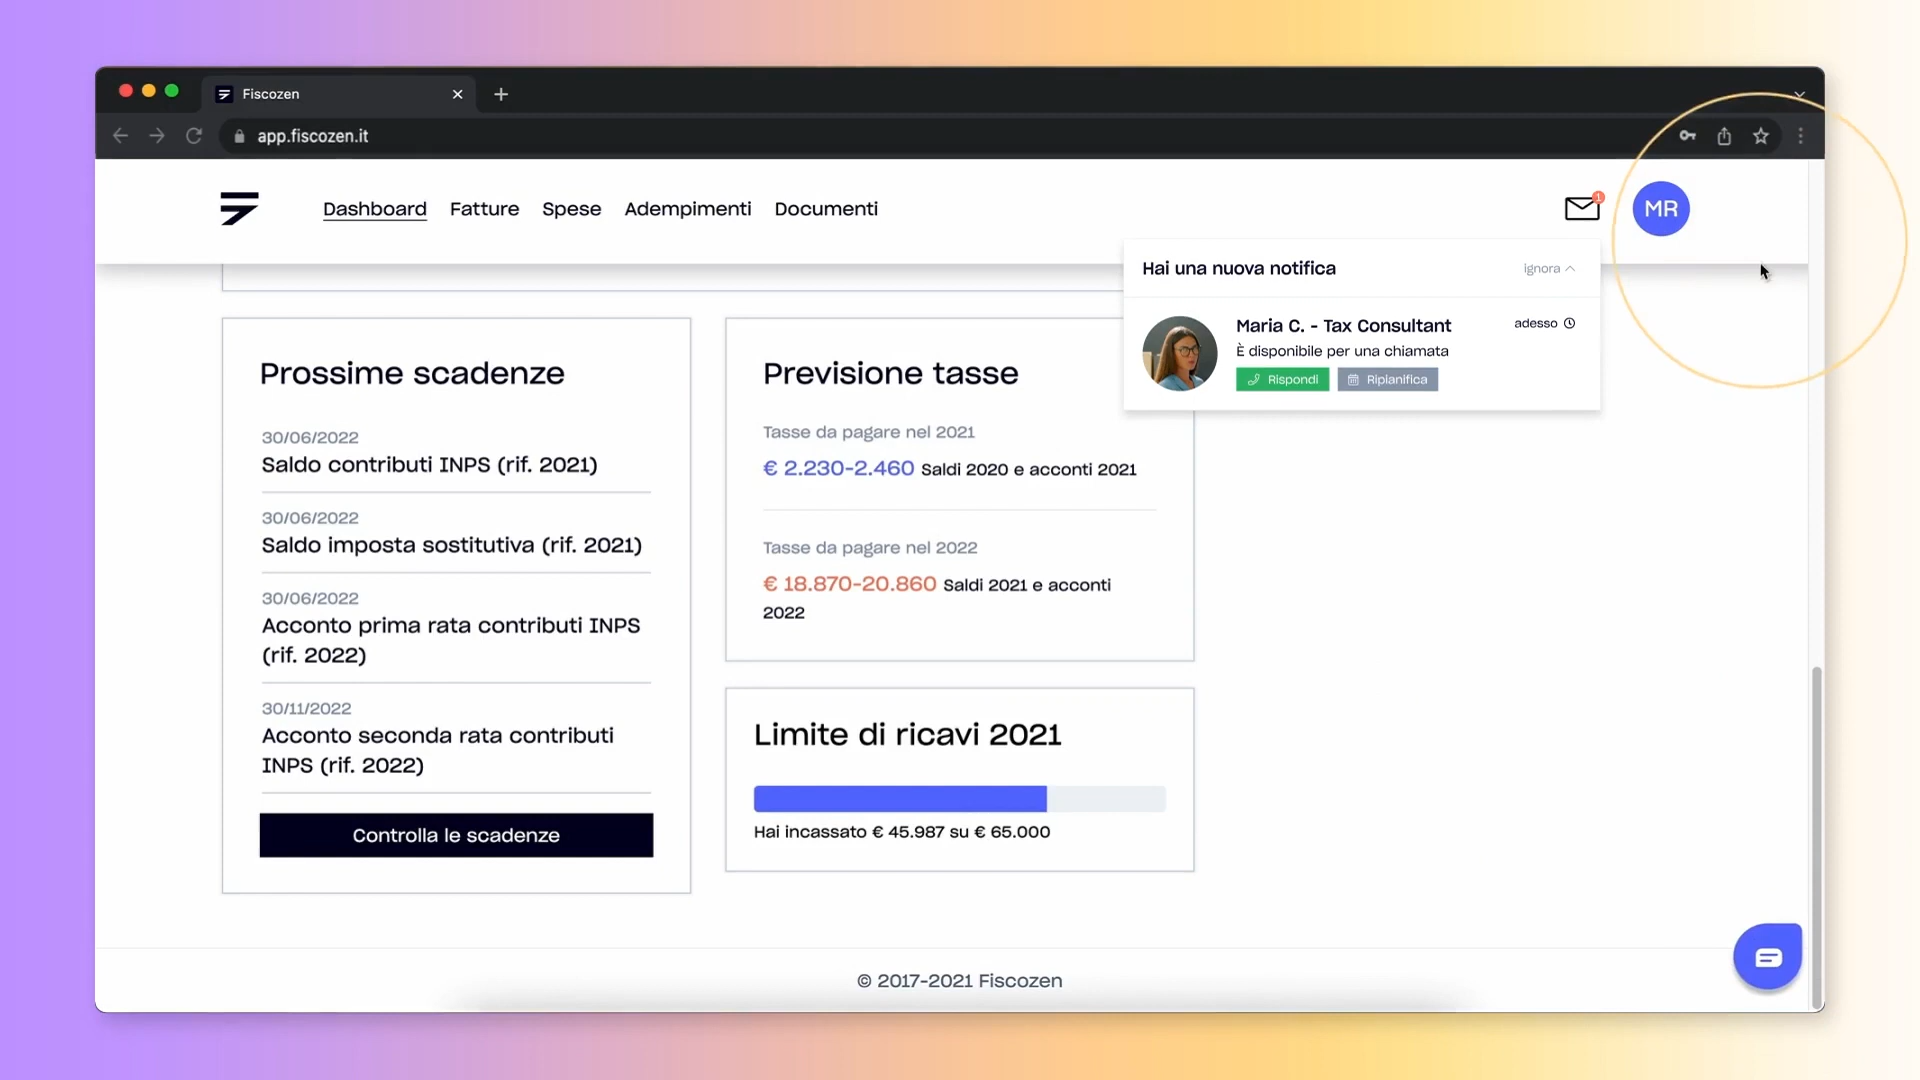 Fiscozen
app.fiscozen.it
Dashboard Fatture Spese Adempimenti Documenti
1
MR
Hai una nuova notifica
ignora
Maria C. - Tax Consultant
adesso
È disponibile per una chiamata
Rispondi
Ripianifica
Prossime scadenze
30/06/2022
Saldo contributi INPS (rif. 2021)
30/06/2022
Saldo imposta sostitutiva (rif. 2021)
30/06/2022
Acconto prima rata contributi INPS
(rif. 2022)
30/11/2022
Acconto seconda rata contributi
INPS (rif. 2022)
Controlla le scadenze
Previsione tasse
Tasse da pagare nel 2021
€ 2.230-2.460 Saldi 2020 e acconti 2021
Tasse da pagare nel 2022
€ 18.870-20.860 Saldi 2021 e acconti
2022
Limite di ricavi 2021
Hai incassato € 45.987 su € 65.000
© 2017-2021 Fiscozen